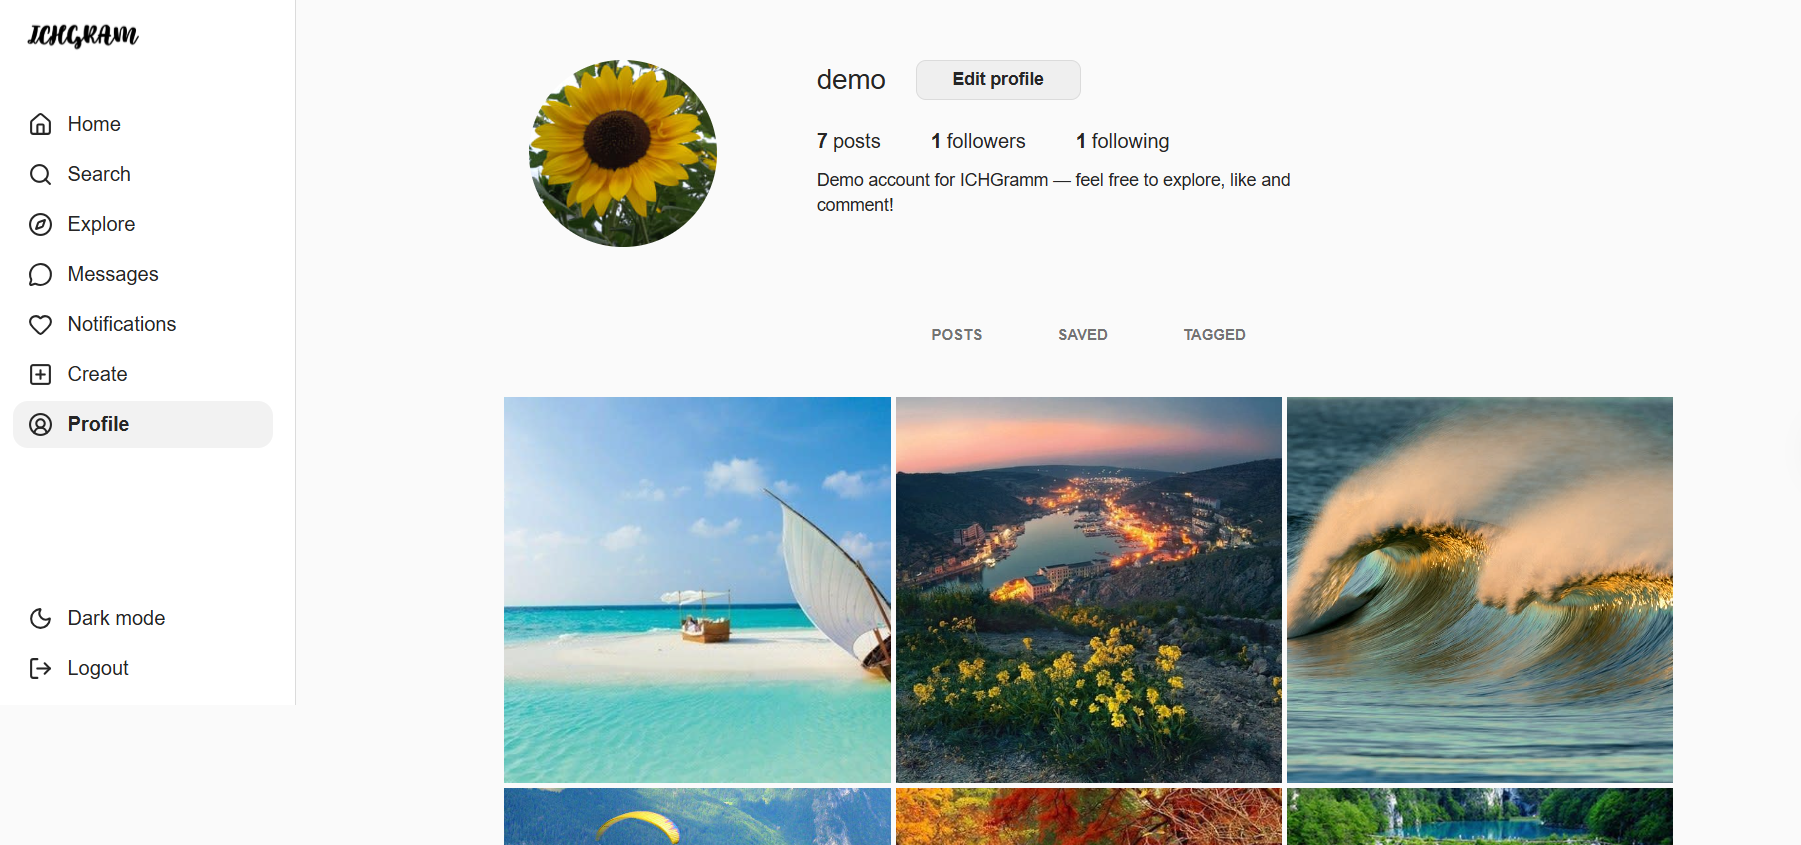 ICHGRAM
Home
Search
Explore
Messages
Notifications
Create
Profile
Dark mode
Logout
demo
Edit profile
7 posts 1 followers 1 following
Demo account for ICHGramm — feel free to explore, like and
comment!
POSTS SAVED TAGGED